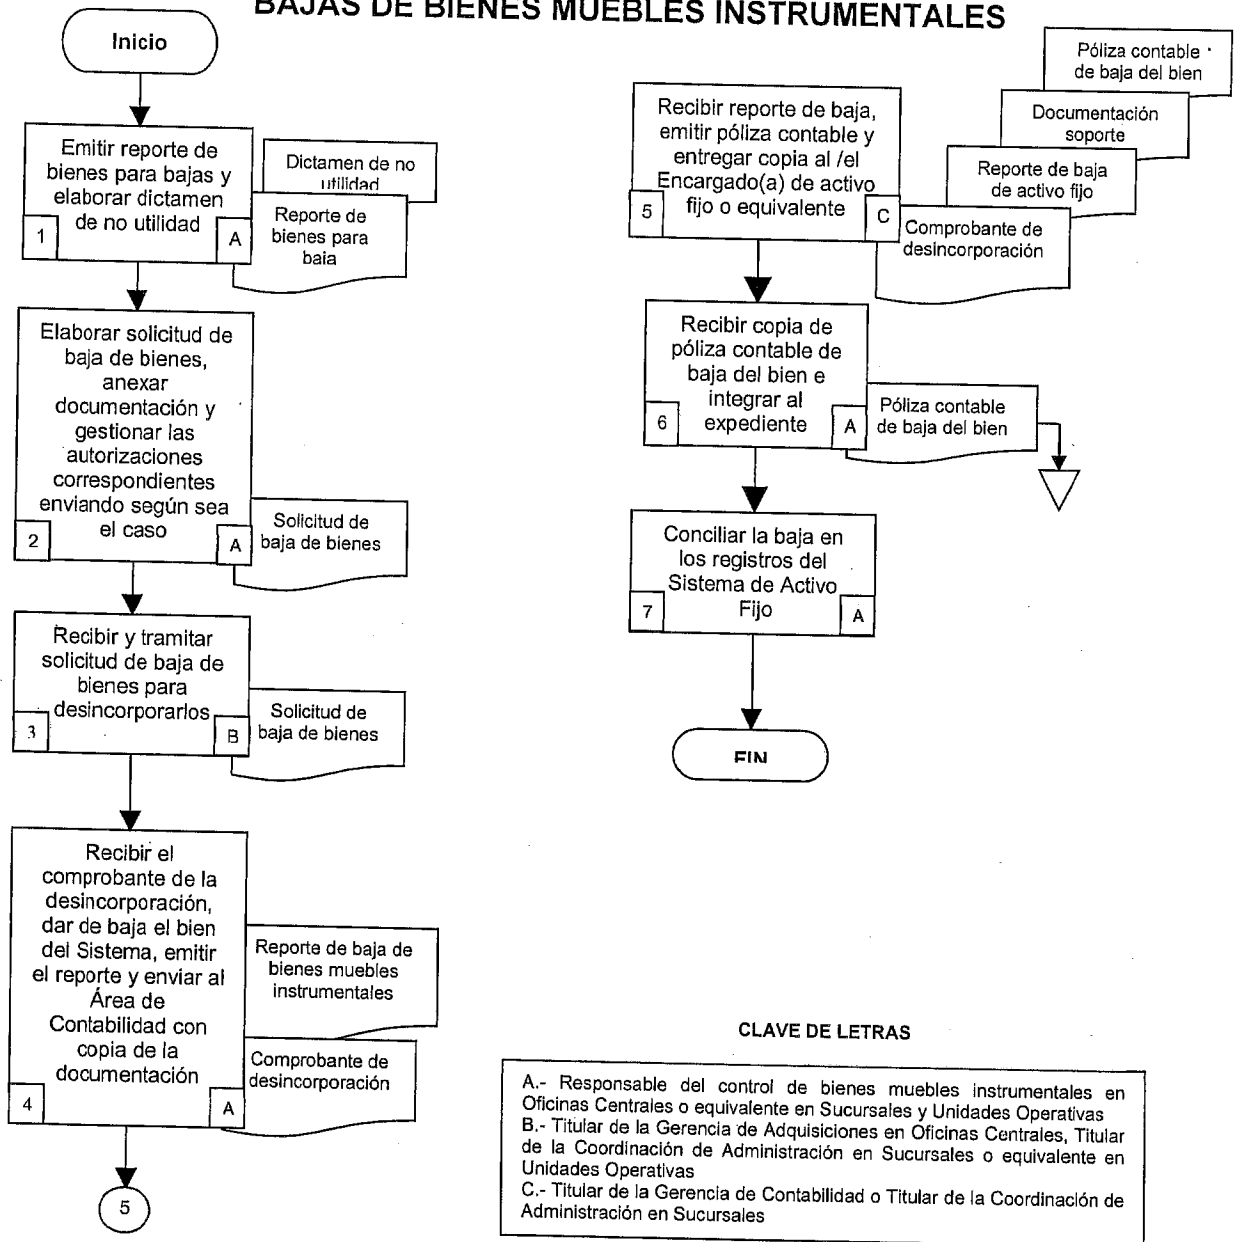 BAJAS DE BIENES MUEBLES INSTRUMENTALES
Inicio
Emitir reporte de
bienes para bajas y
elaborar dictamen
de no utilidad
1
A
Dictamen de no
utilidad
Reporte de
bienes para
baja
Elaborar solicitud de
baja de bienes,
anexar
documentación y
gestionar las
autorizaciones
correspondientes
enviando según sea
el caso
2
A
Solicitud de
baja de bienes
Recibir y tramitar
solicitud de baja de
bienes para
desincorporarlos
3
B
Solicitud de
baja de bienes
Recibir el
comprobante de la
desincorporación,
dar de baja el bien
del Sistema, emitir
el reporte y enviar al
Área de
Contabilidad con
copia de la
documentación
4
A
Reporte de baja de
bienes muebles
instrumentales
Comprobante de
desincorporación
5
Recibir reporte de baja,
emitir póliza contable y
entregar copia al /el
Encargado(a) de activo
fijo o equivalente
5
C
Póliza contable
de baja del bien
Documentación
soporte
Reporte de baja
de activo fijo
Comprobante de
desincorporación
Recibir copia de
póliza contable de
baja del bien e
integrar al
expediente
6
A
Póliza contable
de baja del bien
Conciliar la baja en
los registros del
Sistema de Activo
Fijo
7
A
FIN
CLAVE DE LETRAS
A.- Responsable del control de bienes muebles instrumentales en
Oficinas Centrales o equivalente en Sucursales y Unidades Operativas
B.- Titular de la Gerencia de Adquisiciones en Oficinas Centrales, Titular
de la Coordinación de Administración en Sucursales o equivalente en
Unidades Operativas
C.- Titular de la Gerencia de Contabilidad o Titular de la Coordinación de
Administración en Sucursales